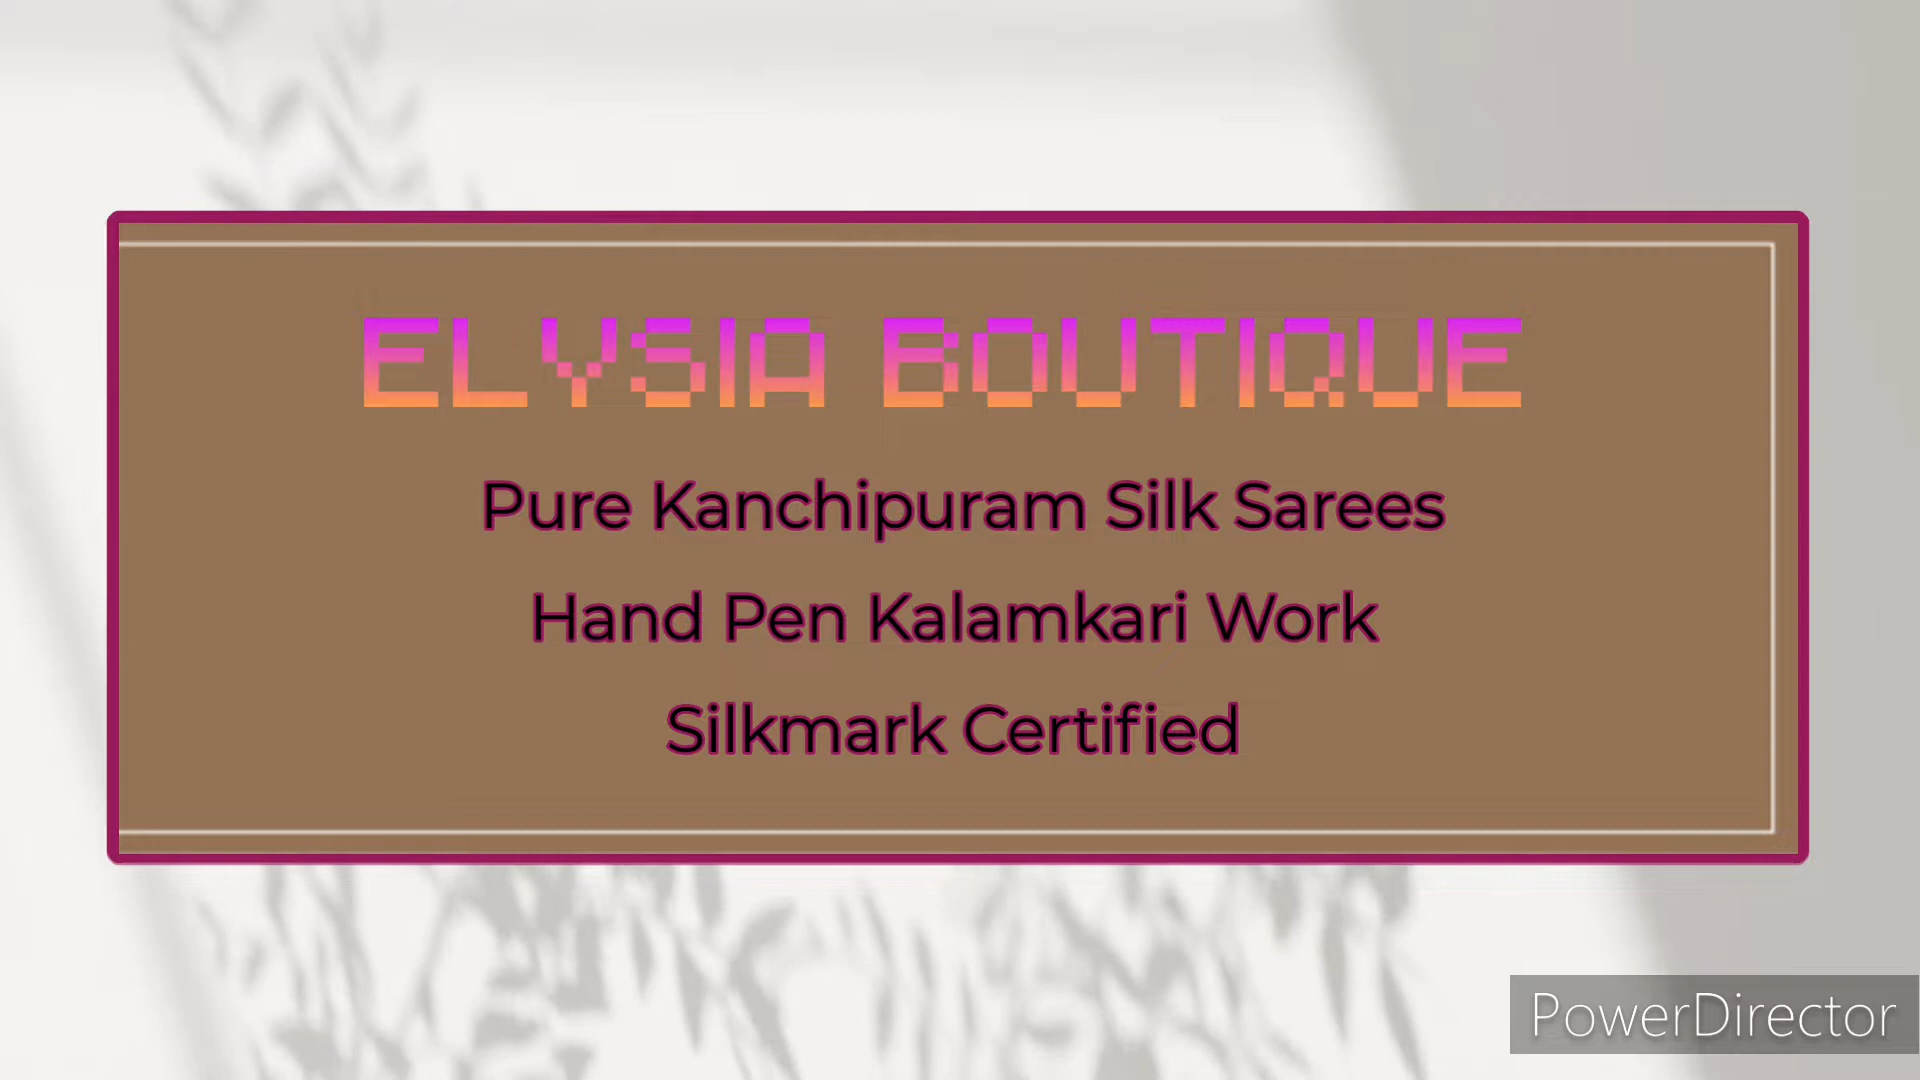 ELYSIA BOUTIQUE
Pure Kanchipuram Silk Sarees
Hand Pen Kalamkari Work
Silkmark Certified
PowerDirector